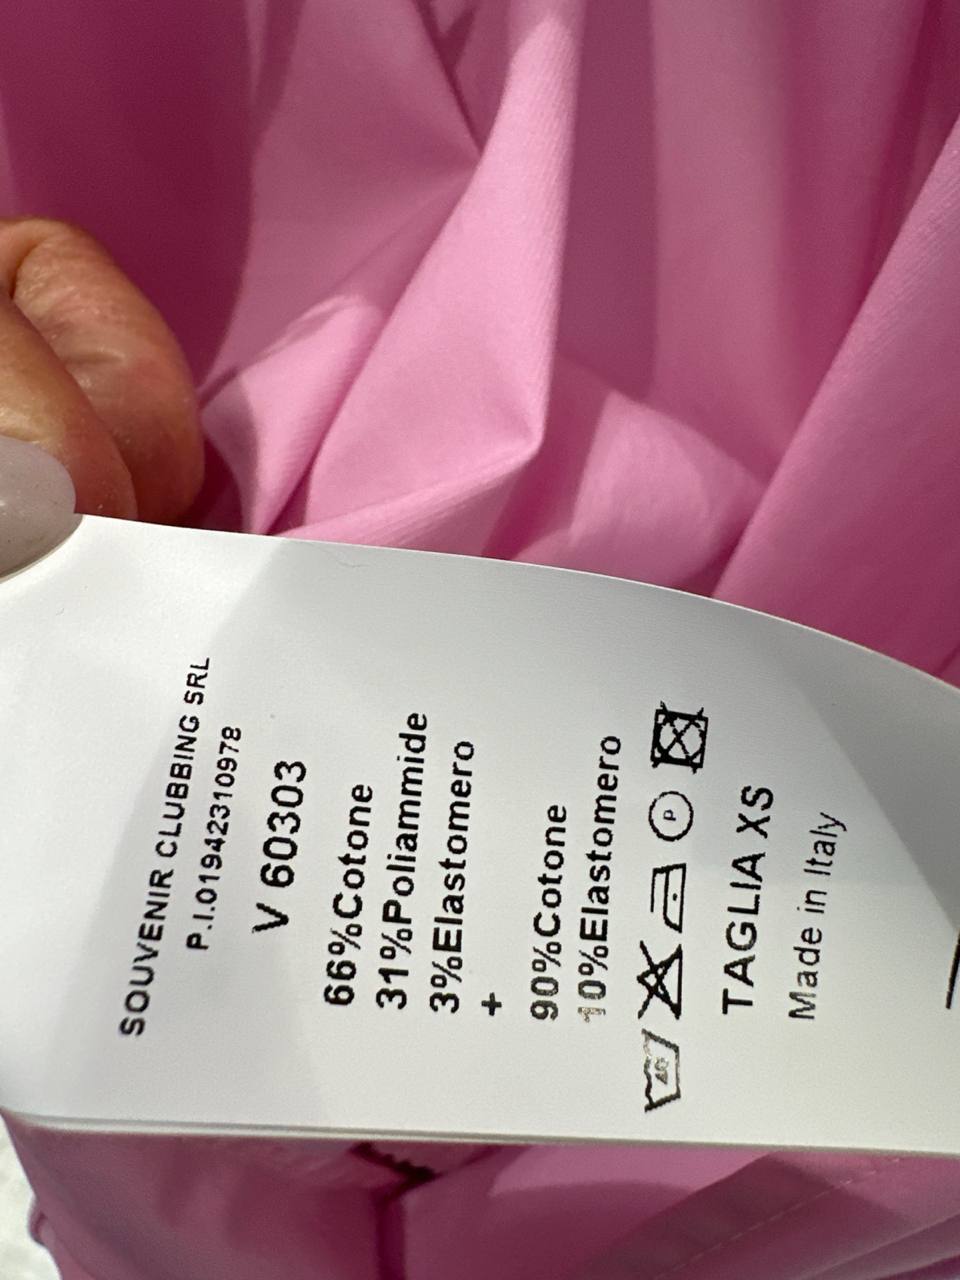 SOUVENIR CLUBBING SRL
P.I.01942310978
V 60303
66%Cotone
31%Poliammide
3%Elastomero
+
90%Cotone
10%Elastomero
40 P
TAGLIA XS
Made in Italy